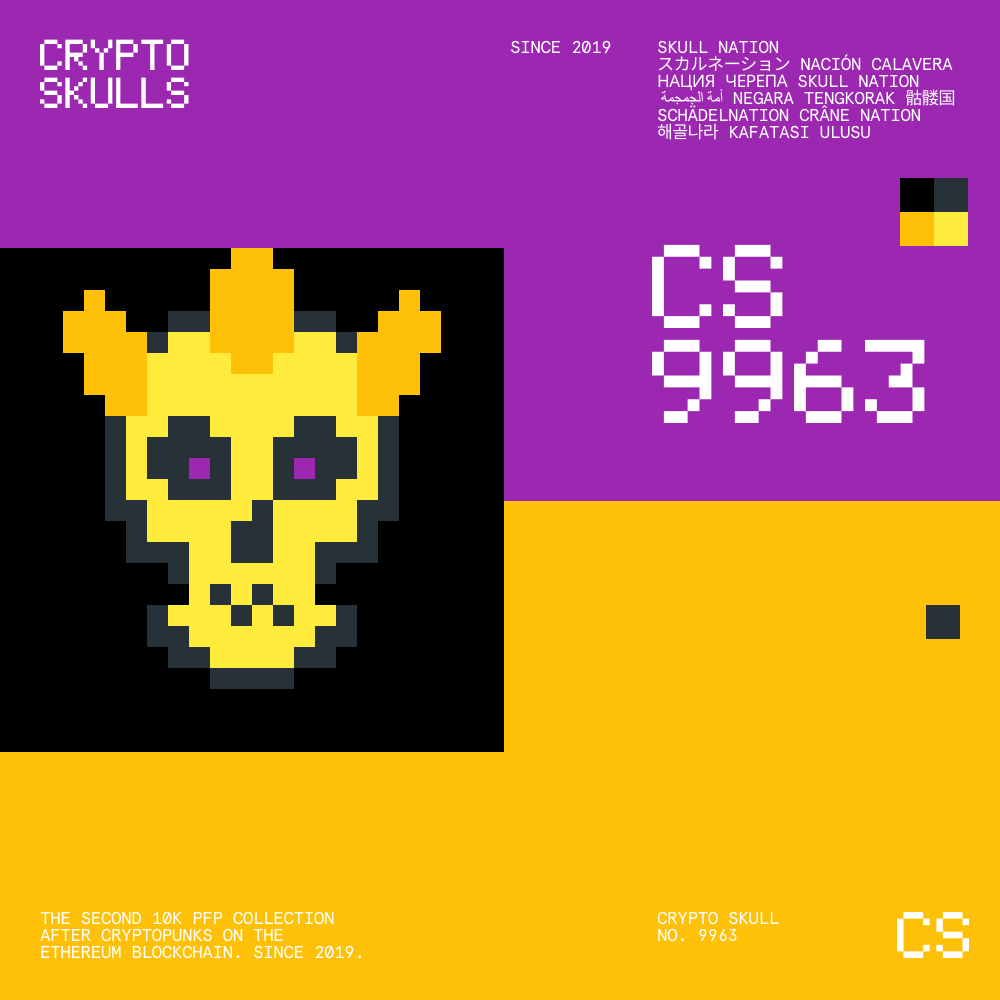 CRYPTO
SKULLS
SINCE 2019
SKULL NATION
スカルネーション NACIÓN CALAVERA
НАЦИЯ ЧЕРЕПА SKULL NATION
أمة الجمجمة NEGARA TENGKORAK 骷髅国
SCHÄDELNATION CRÂNE NATION
해골나라 KAFATASI ULUSU
CS
9963
THE SECOND 10K PFP COLLECTION
AFTER CRYPTOPUNKS ON THE
ETHEREUM BLOCKCHAIN. SINCE 2019.
CRYPTO SKULL
NO. 9963
CS